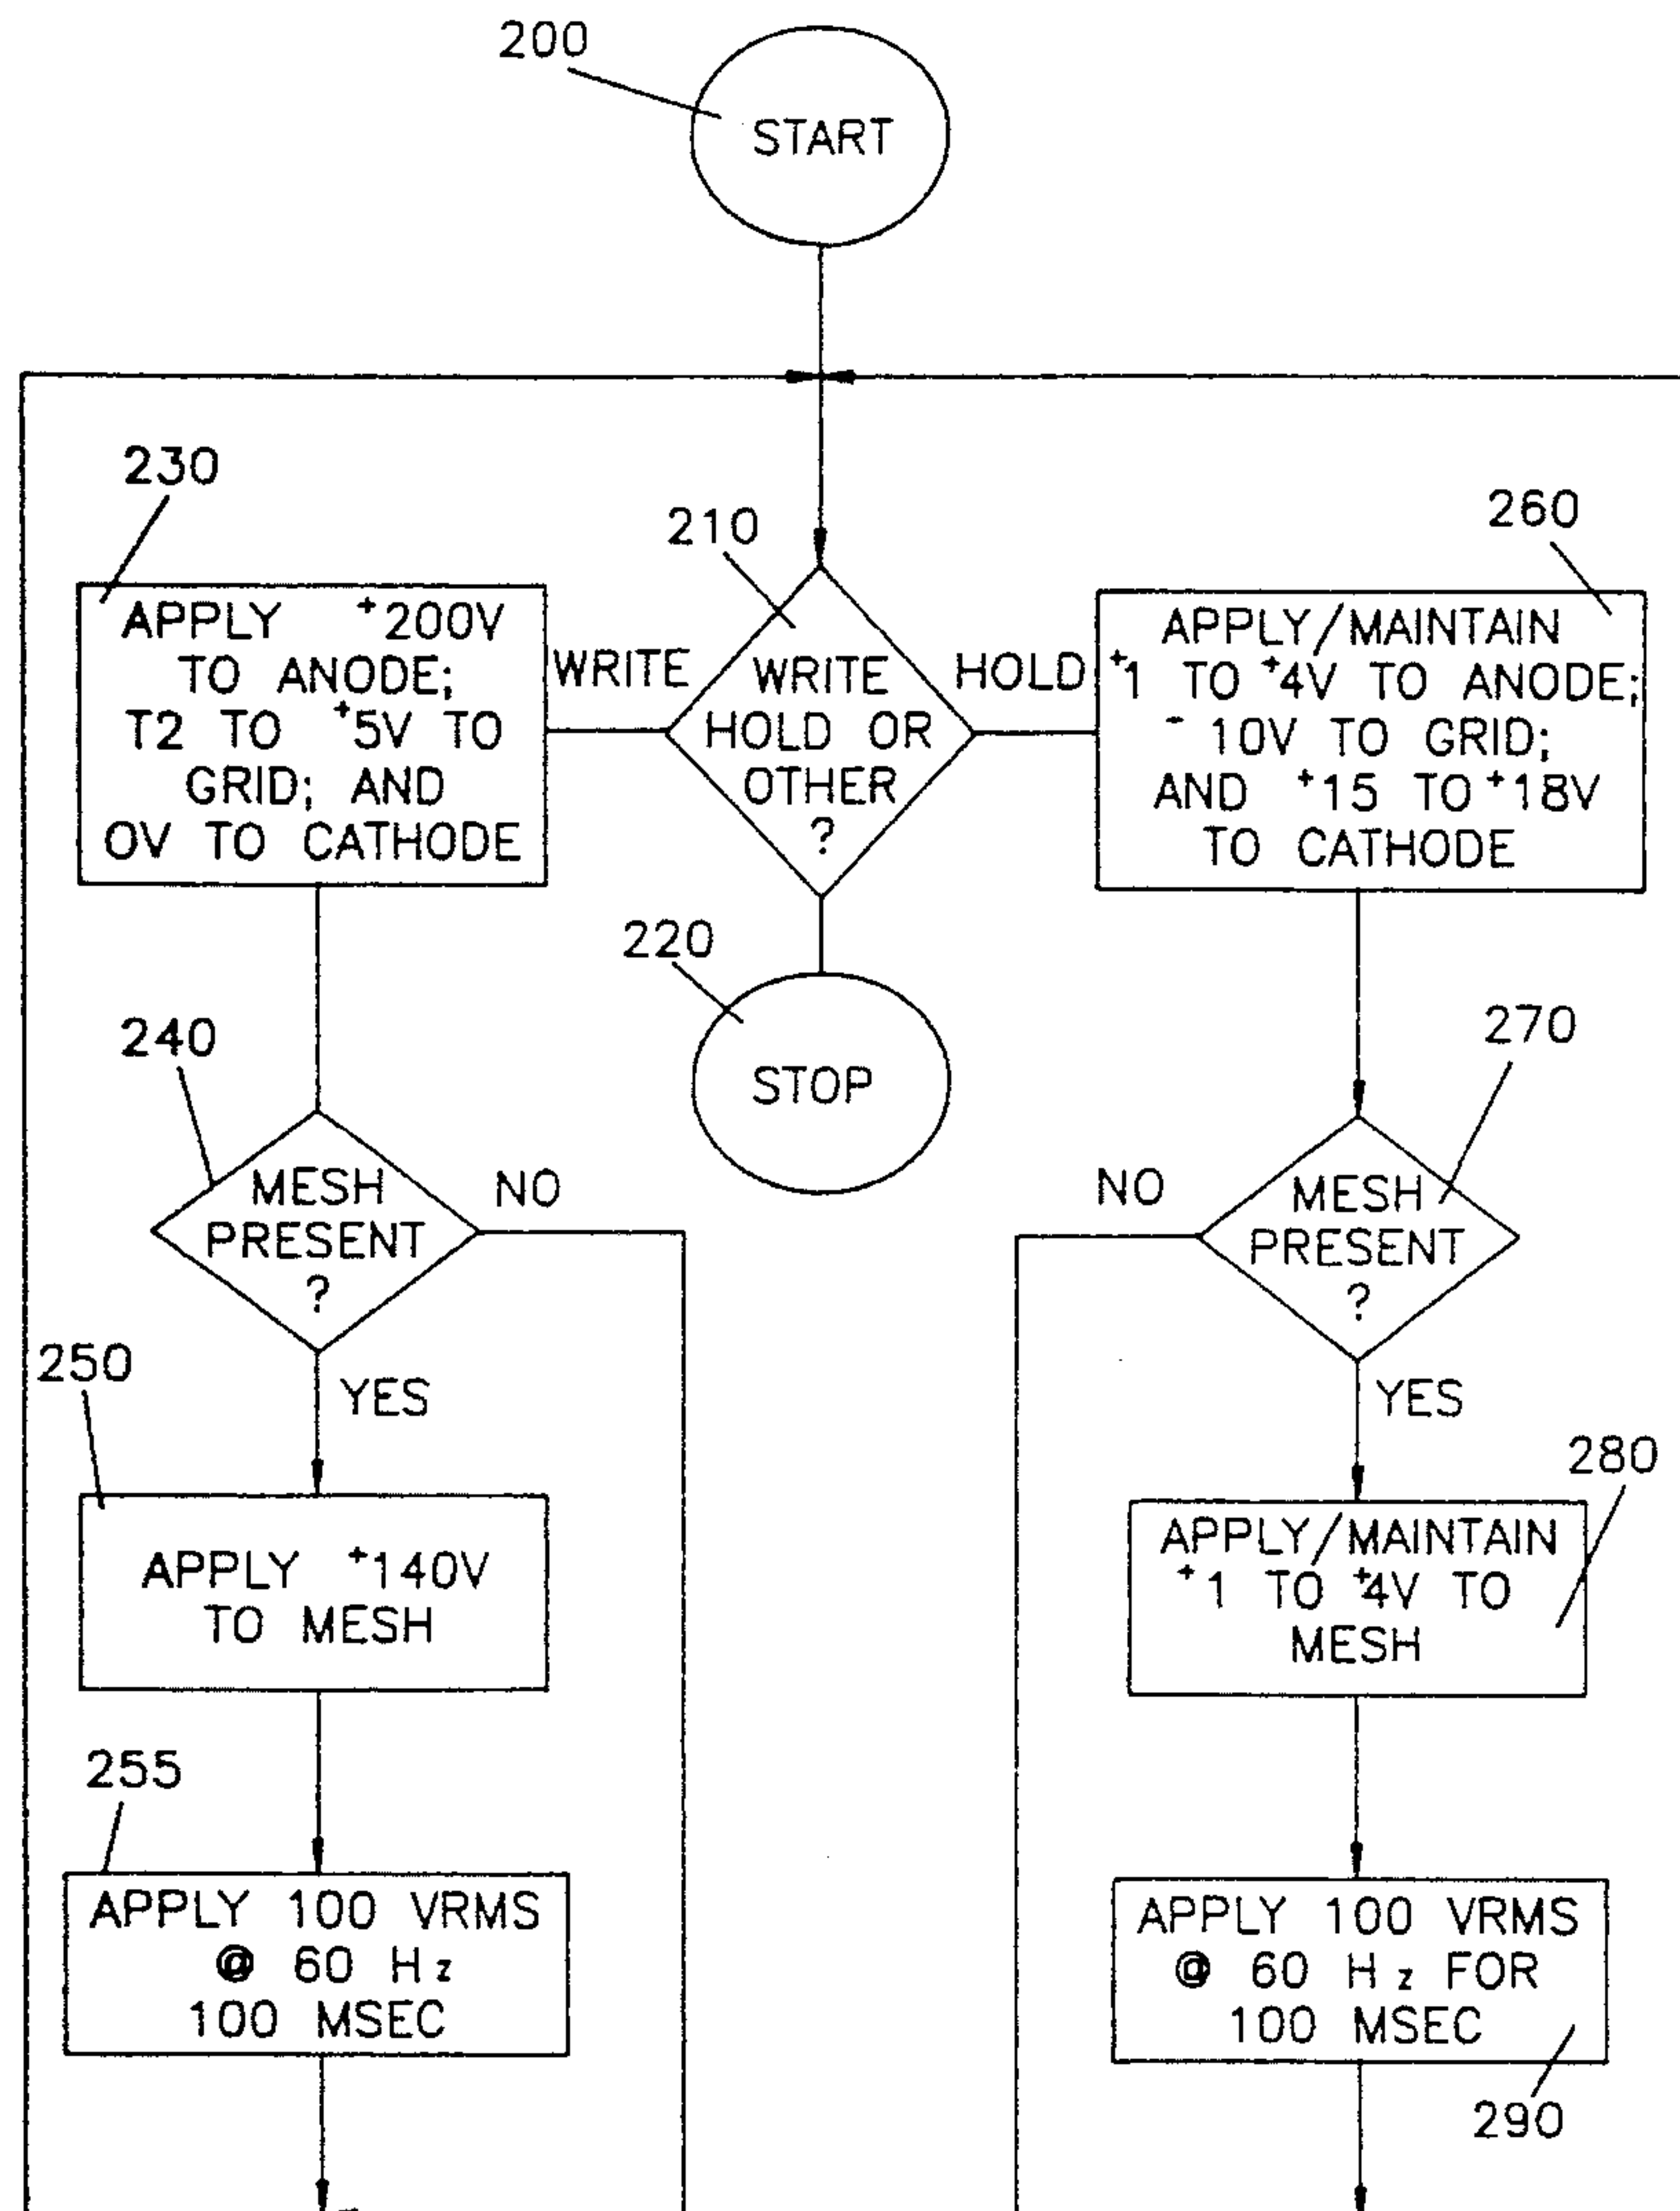 200
START
230
210
260
APPLY +200V
TO ANODE;
T2 TO +5V TO
GRID; AND
0V TO CATHODE
WRITE
WRITE
HOLD OR
OTHER
?
HOLD
APPLY/MAINTAIN
+1 TO +4V TO ANODE;
-10V TO GRID;
AND +15 TO +18V
TO CATHODE
220
STOP
240
MESH
PRESENT
?
NO
270
NO
MESH
PRESENT
?
250
YES
YES
280
APPLY +140V
TO MESH
APPLY/MAINTAIN
+1 TO +4V TO
MESH
255
APPLY 100 VRMS
@ 60 Hz
100 MSEC
APPLY 100 VRMS
@ 60 Hz FOR
100 MSEC
290